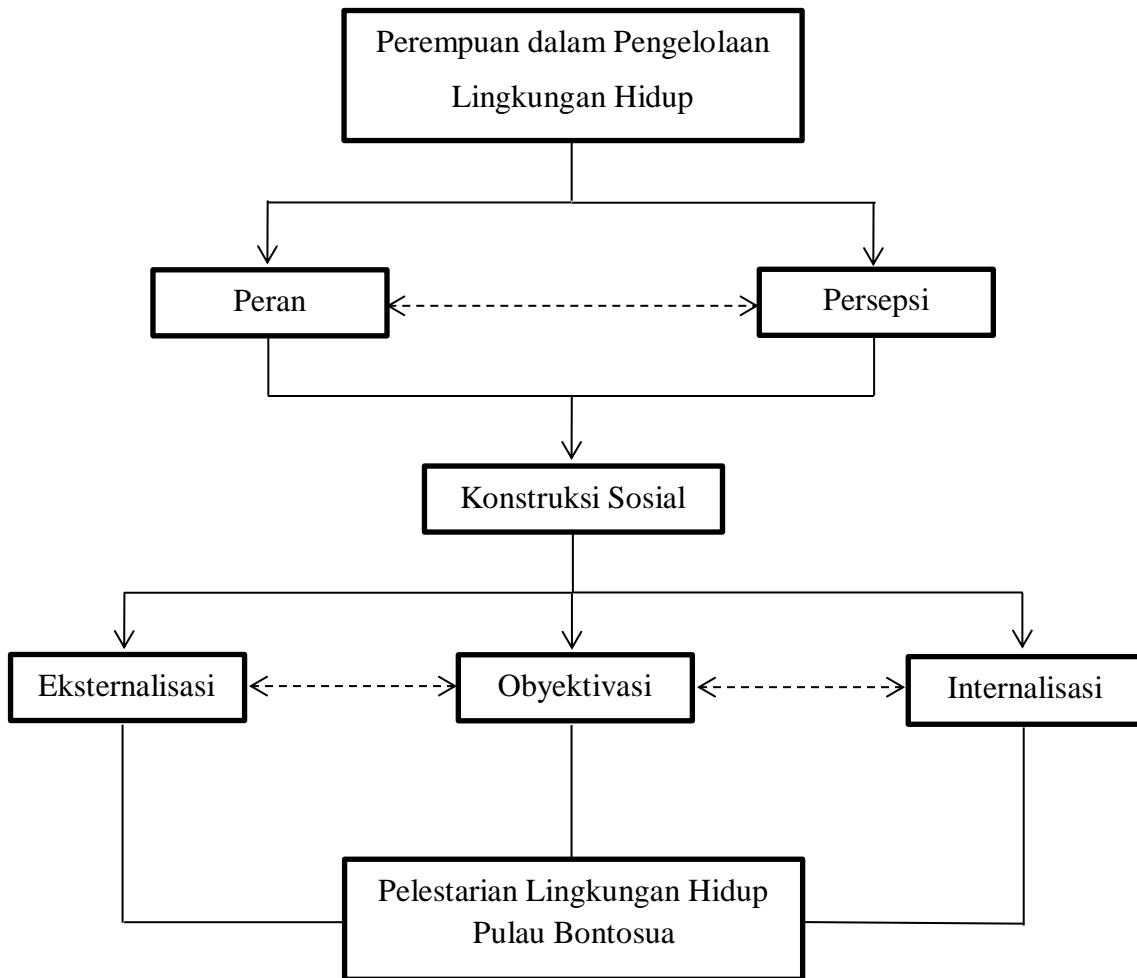 Perempuan dalam Pengelolaan
Lingkungan Hidup
Peran
Persepsi
Konstruksi Sosial
Eksternalisasi
Obyektivasi
Internalisasi
Pelestarian Lingkungan Hidup
Pulau Bontosua